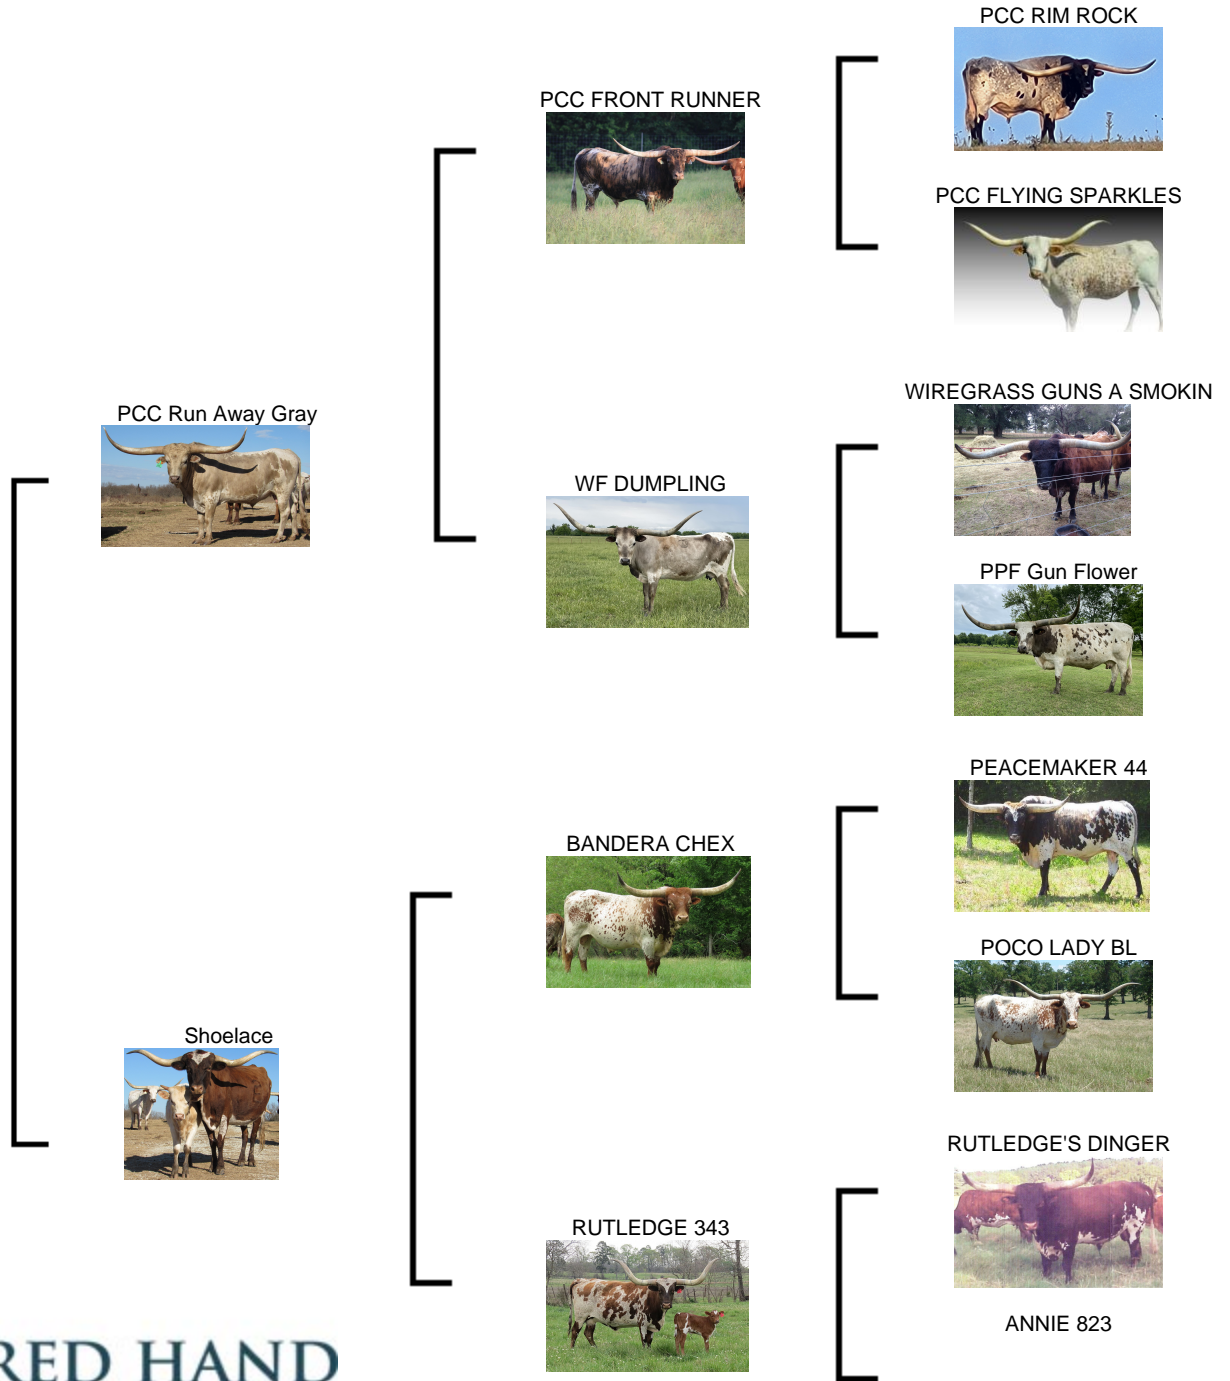 PCC RIM ROCK
PCC FRONT RUNNER
PCC FLYING SPARKLES
WIREGRASS GUNS A SMOKIN
PCC Run Away Gray
WF DUMPLING
PPF Gun Flower
PEACEMAKER 44
BANDERA CHEX
POCO LADY BL
Shoelace
RUTLEDGE'S DINGER
RUTLEDGE 343
ANNIE 823
RED HAND